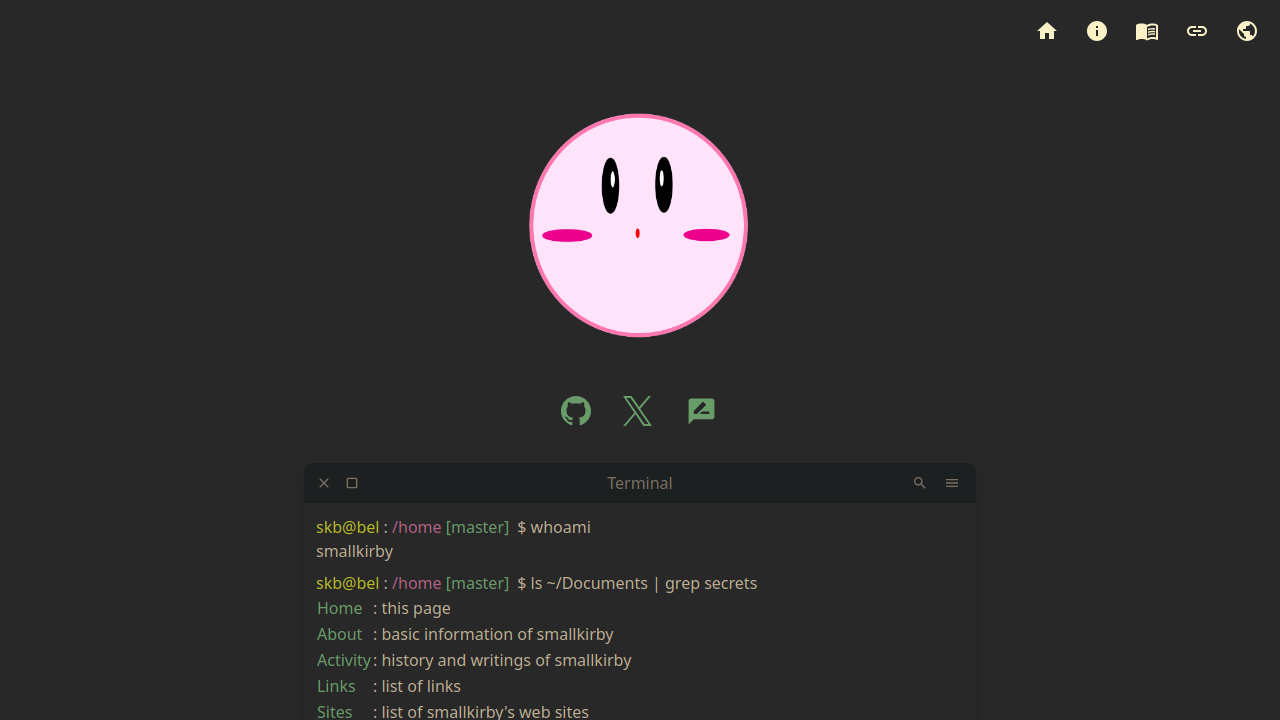 Terminal
skb@bel : /home [master] $ whoami
smallkirby
skb@bel : /home [master] $ ls ~/Documents | grep secrets
Home : this page
About : basic information of smallkirby
Activity : history and writings of smallkirby
Links : list of links
Sites : list of smallkirby's web sites